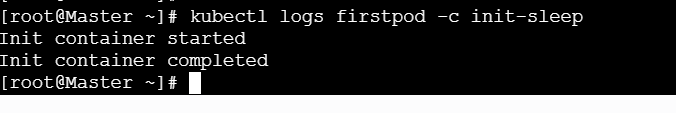 [root@Master ~]# kubectl logs firstpod -c init-sleep
Init container started
Init container completed
[root@Master ~]#